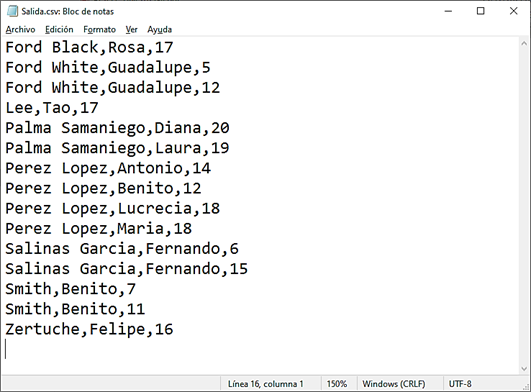 Salida.csv: Bloc de notas
Archivo Edición Formato Ver Ayuda
Ford Black,Rosa,17
Ford White,Guadalupe,5
Ford White,Guadalupe,12
Lee,Tao,17
Palma Samaniego,Diana,20
Palma Samaniego,Laura,19
Perez Lopez,Antonio,14
Perez Lopez,Benito,12
Perez Lopez,Lucrecia,18
Perez Lopez,Maria,18
Salinas Garcia,Fernando,6
Salinas Garcia,Fernando,15
Smith,Benito,7
Smith,Benito,11
Zertuche,Felipe,16
Línea 16, columna 1 150% Windows (CRLF) UTF-8